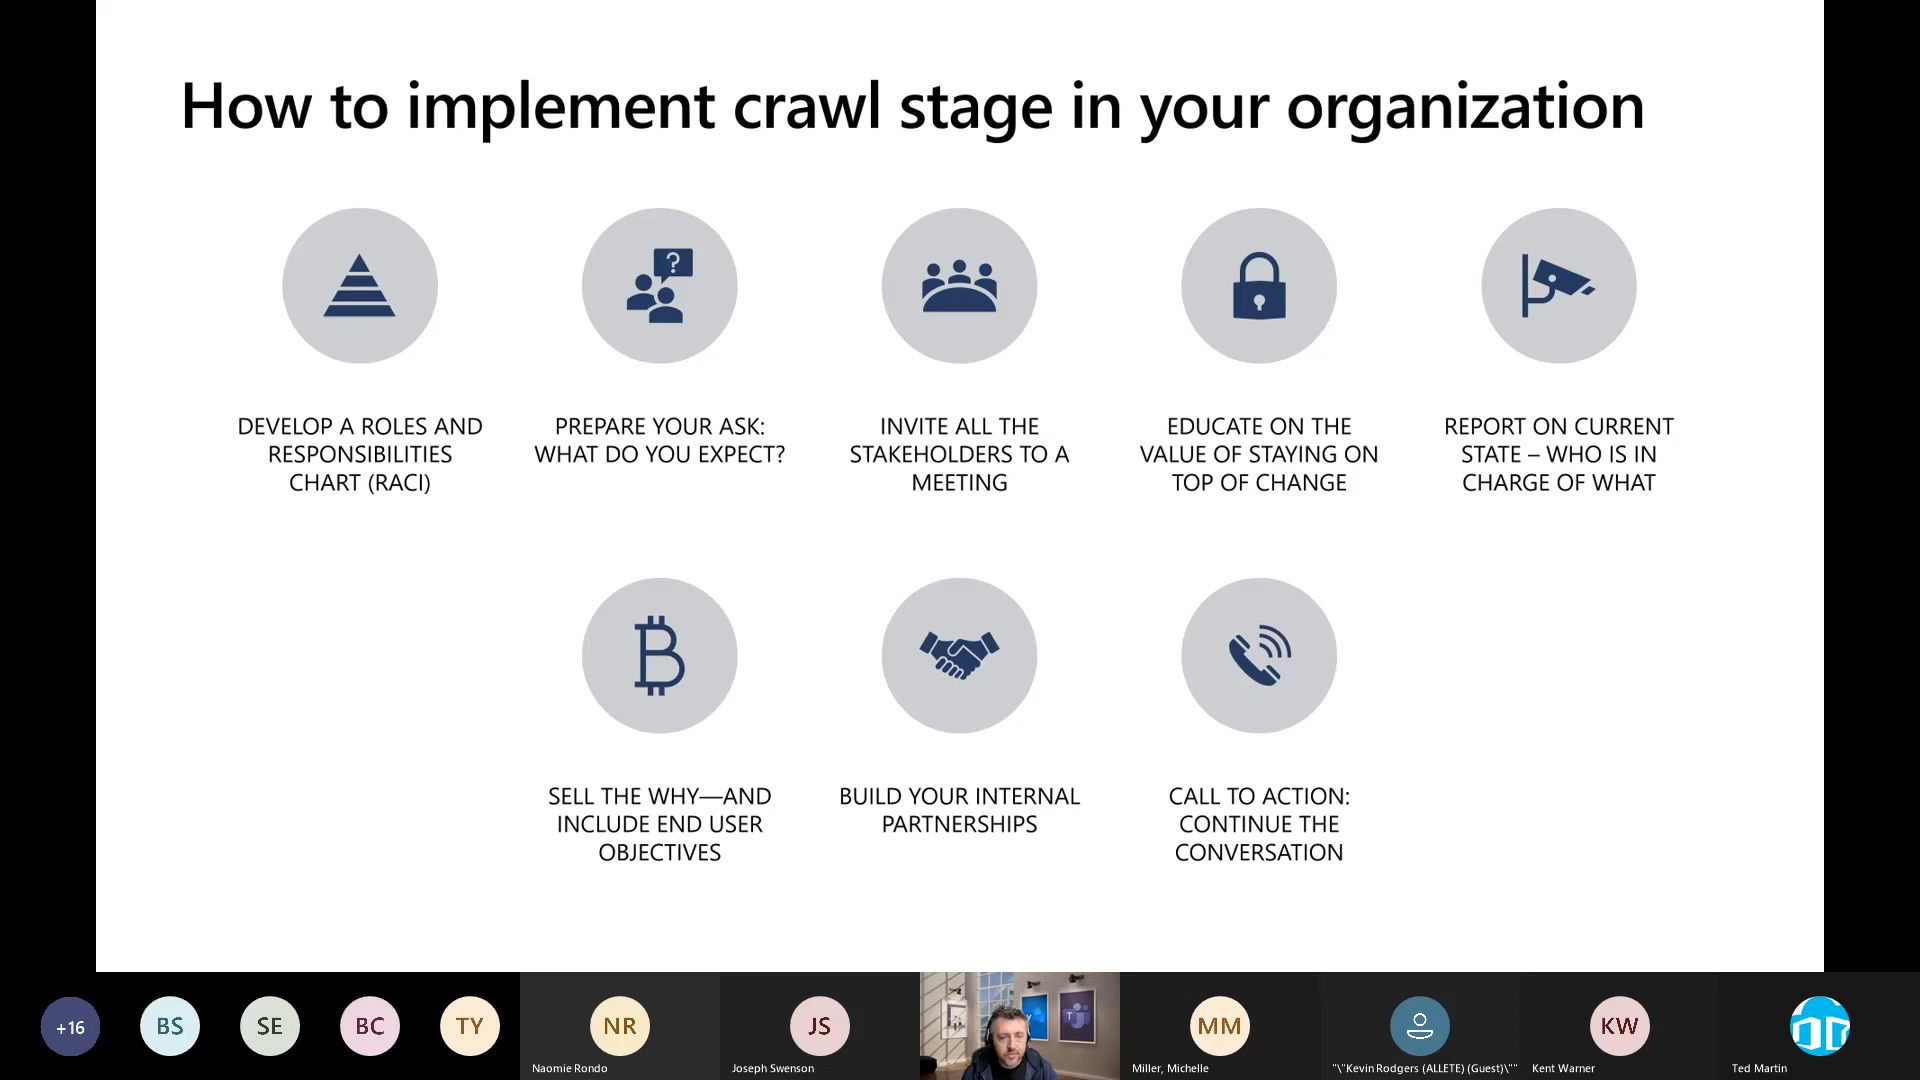 How to implement crawl stage in your organization
?
DEVELOP A ROLES AND
RESPONSIBILITIES
CHART (RACI)
PREPARE YOUR ASK:
WHAT DO YOU EXPECT?
INVITE ALL THE
STAKEHOLDERS TO A
MEETING
EDUCATE ON THE
VALUE OF STAYING ON
TOP OF CHANGE
REPORT ON CURRENT
STATE – WHO IS IN
CHARGE OF WHAT
SELL THE WHY—AND
INCLUDE END USER
OBJECTIVES
BUILD YOUR INTERNAL
PARTNERSHIPS
CALL TO ACTION:
CONTINUE THE
CONVERSATION
+16
BS
SE
BC
TY
NR
Naomie Rondo
JS
Joseph Swenson
MM
Miller, Michelle
"\"Kevin Rodgers (ALLETE) (Guest)\""
KW
Kent Warner
Ted Martin